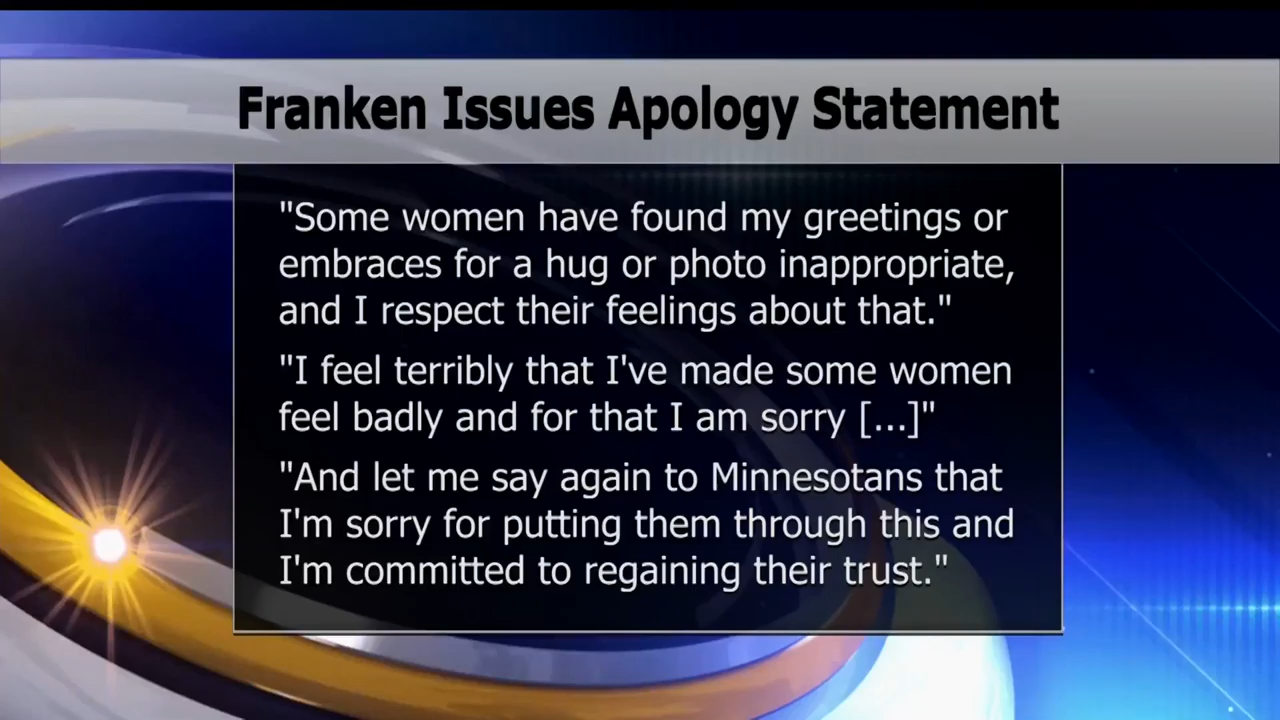 Franken Issues Apology Statement
"Some women have found my greetings or
embraces for a hug or photo inappropriate,
and I respect their feelings about that."
"I feel terribly that I've made some women
feel badly and for that I am sorry [...]"
"And let me say again to Minnesotans that
I'm sorry for putting them through this and
I'm committed to regaining their trust."